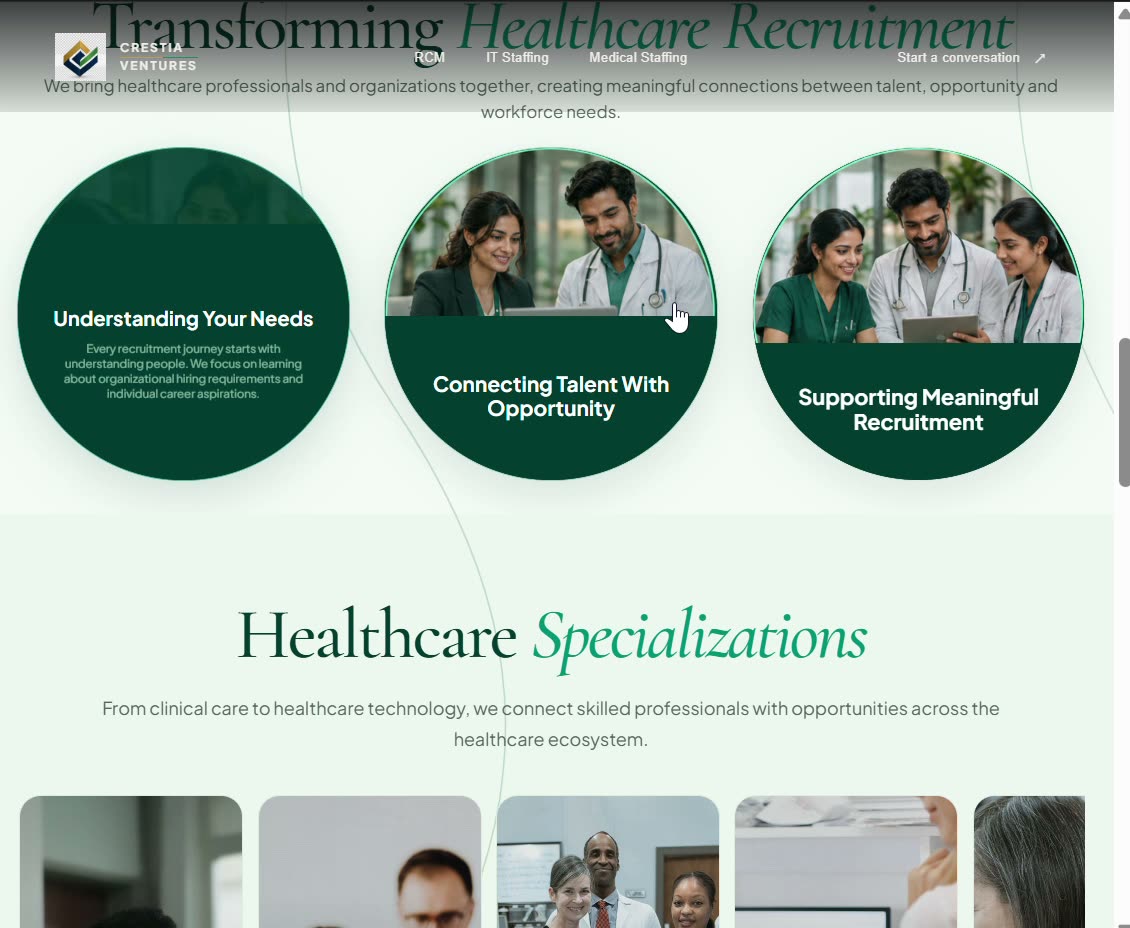 Transforming Healthcare Recruitment
CRESTIA
VENTURES
RCM
IT Staffing
Medical Staffing
Start a conversation ↗
We bring healthcare professionals and organizations together, creating meaningful connections between talent, opportunity and
workforce needs.
Understanding Your Needs
Every recruitment journey starts with
understanding people. We focus on learning
about organizational hiring requirements and
individual career aspirations.
Connecting Talent With
Opportunity
Supporting Meaningful
Recruitment
Healthcare Specializations
From clinical care to healthcare technology, we connect skilled professionals with opportunities across the
healthcare ecosystem.